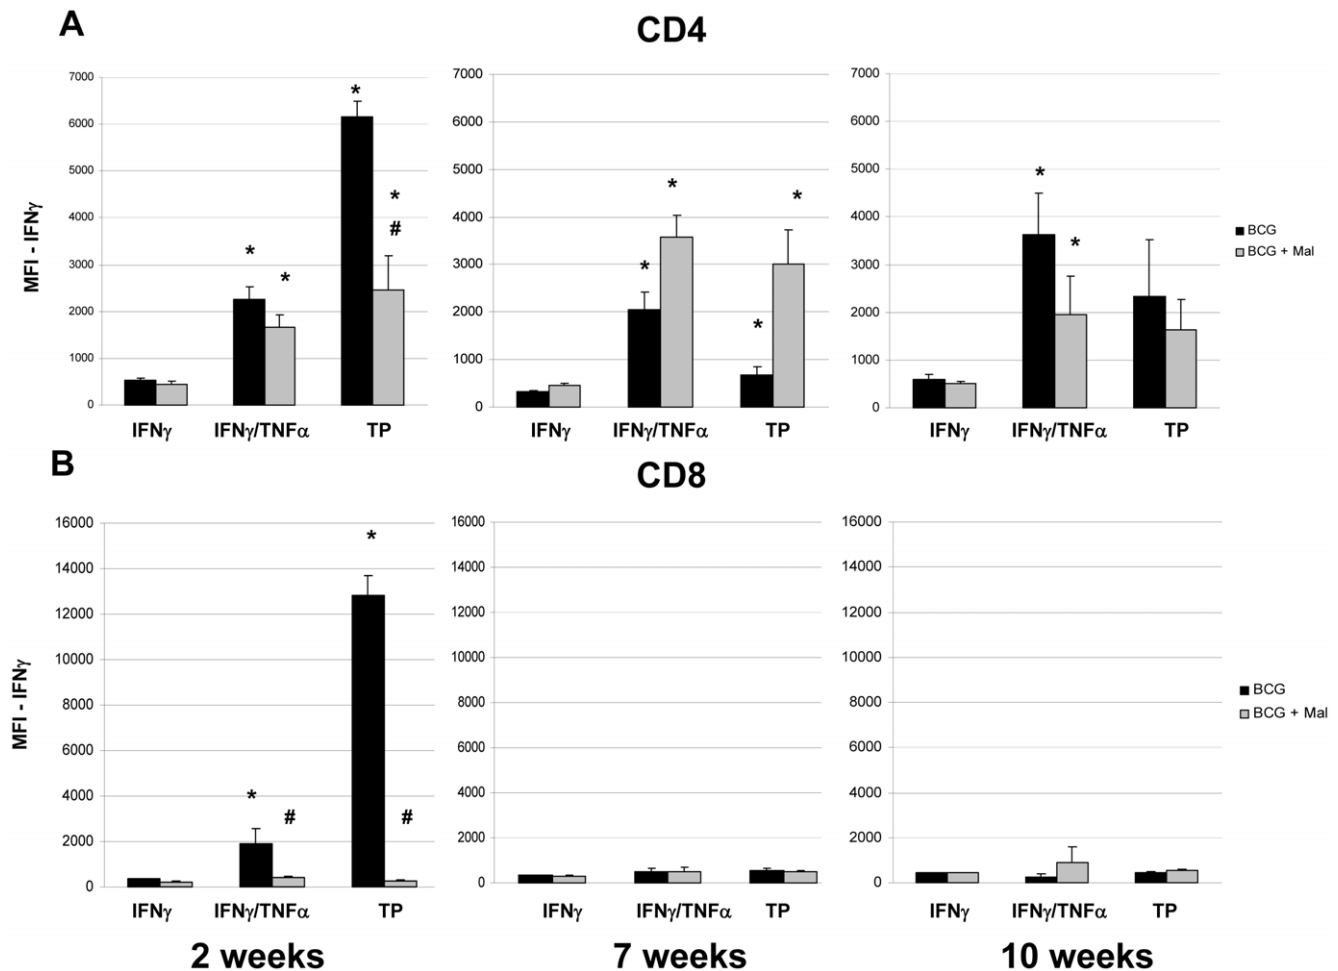 A
CD4
MFI - IFNγ
7000
6000
5000
4000
3000
2000
1000
0
*
*
*
*
#
IFNγ
IFNγ/TNFα
TP
7000
6000
5000
4000
3000
2000
1000
0
*
*
*
*
IFNγ
IFNγ/TNFα
TP
7000
6000
5000
4000
3000
2000
1000
0
*
*
IFNγ
IFNγ/TNFα
TP
BCG
BCG + Mal
B
CD8
MFI - IFNγ
16000
14000
12000
10000
8000
6000
4000
2000
0
*
#
*
#
IFNγ
IFNγ/TNFα
TP
16000
14000
12000
10000
8000
6000
4000
2000
0
IFNγ
IFNγ/TNFα
TP
16000
14000
12000
10000
8000
6000
4000
2000
0
IFNγ
IFNγ/TNFα
TP
BCG
BCG + Mal
2 weeks
7 weeks
10 weeks